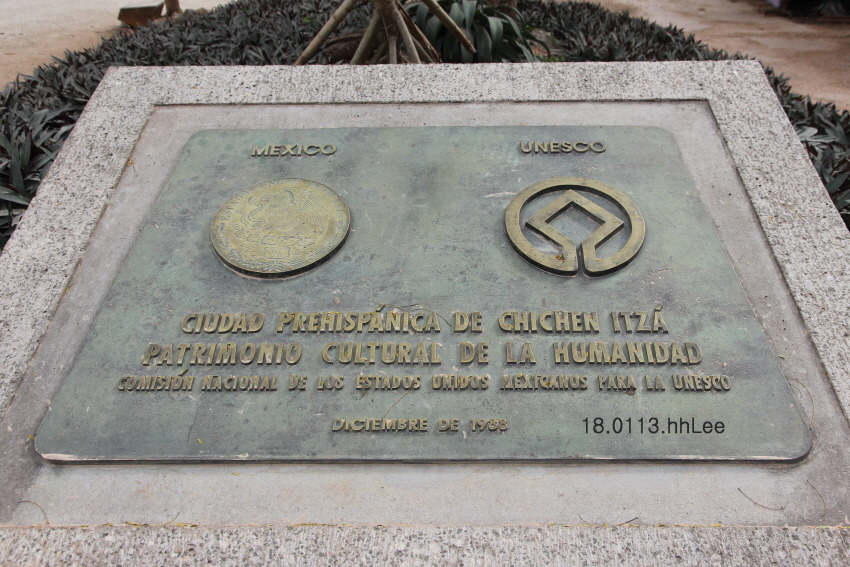 MEXICO
UNESCO
CIUDAD PREHISPÁNICA DE CHICHEN ITZÁ
PATRIMONIO CULTURAL DE LA HUMANIDAD
COMISIÓN NACIONAL DE LOS ESTADOS UNIDOS MEXICANOS PARA LA UNESCO
DICIEMBRE DE 1988
18.0113.hhLee